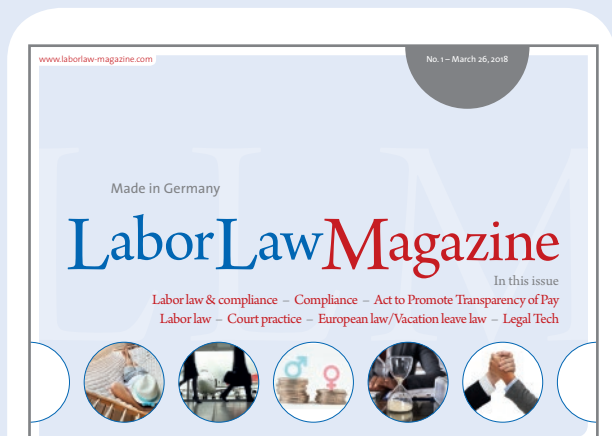 www.laborlaw-magazine.com
No. 1 – March 26, 2018
LLM
Made in Germany
LaborLawMagazine
In this issue
Labor law & compliance – Compliance – Act to Promote Transparency of Pay
Labor law – Court practice – European law/Vacation leave law – Legal Tech